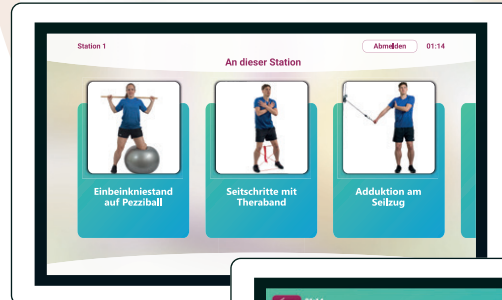 Station 1
Abmelden
01:14
An dieser Station
Einbeinkniestand
auf Pezziball
Seitschritte mit
Theraband
Adduktion am
Seilzug